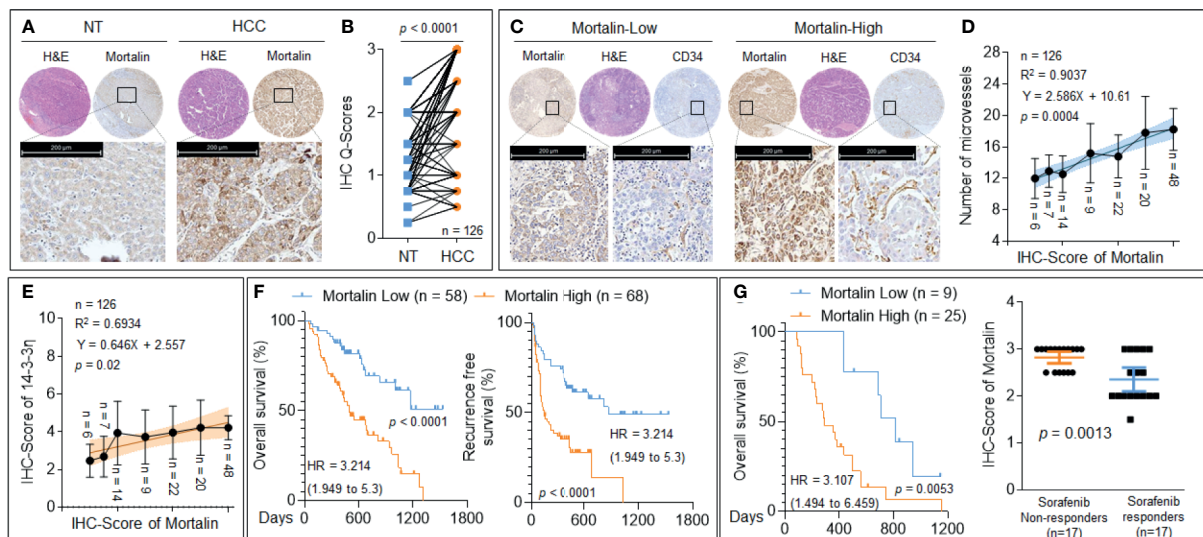 A
NT
HCC
H&E
Mortalin
H&E
Mortalin
200 µm
200 µm
B
p < 0.0001
IHC Q-Scores
3
2
1
0
n = 126
NT
HCC
C
Mortalin-Low
Mortalin-High
Mortalin
H&E
CD34
Mortalin
H&E
CD34
200 µm
200 µm
200 µm
200 µm
D
n = 126
R² = 0.9037
Y = 2.586X + 10.61
p = 0.0004
Number of microvessels
28
24
20
16
12
8
4
n = 6
n = 7
n = 14
n = 9
n = 22
n = 20
n = 48
IHC-Score of Mortalin
E
n = 126
R² = 0.6934
Y = 0.646X + 2.557
p = 0.02
IHC-Score of 14-3-3η
8
6
4
2
0
n = 6
n = 7
n = 14
n = 9
n = 22
n = 20
n = 48
IHC-Score of Mortalin
F
Mortalin Low (n = 58)
Mortalin High (n = 68)
Overall survival (%)
100
50
0
p < 0.0001
HR = 3.214
(1.949 to 5.3)
Days
0
600
1200
1800
Recurrence free
survival (%)
100
50
0
HR = 3.214
(1.949 to 5.3)
p < 0.0001
0
600
1200
1800
G
Mortalin Low (n = 9)
Mortalin High (n = 25)
Overall survival (%)
100
50
0
HR = 3.107
(1.494 to 6.459)
p = 0.0053
Days
0
400
800
1200
IHC-Score of Mortalin
4
3
2
1
p = 0.0013
Sorafenib
Non-responders
(n=17)
Sorafenib
responders
(n=17)